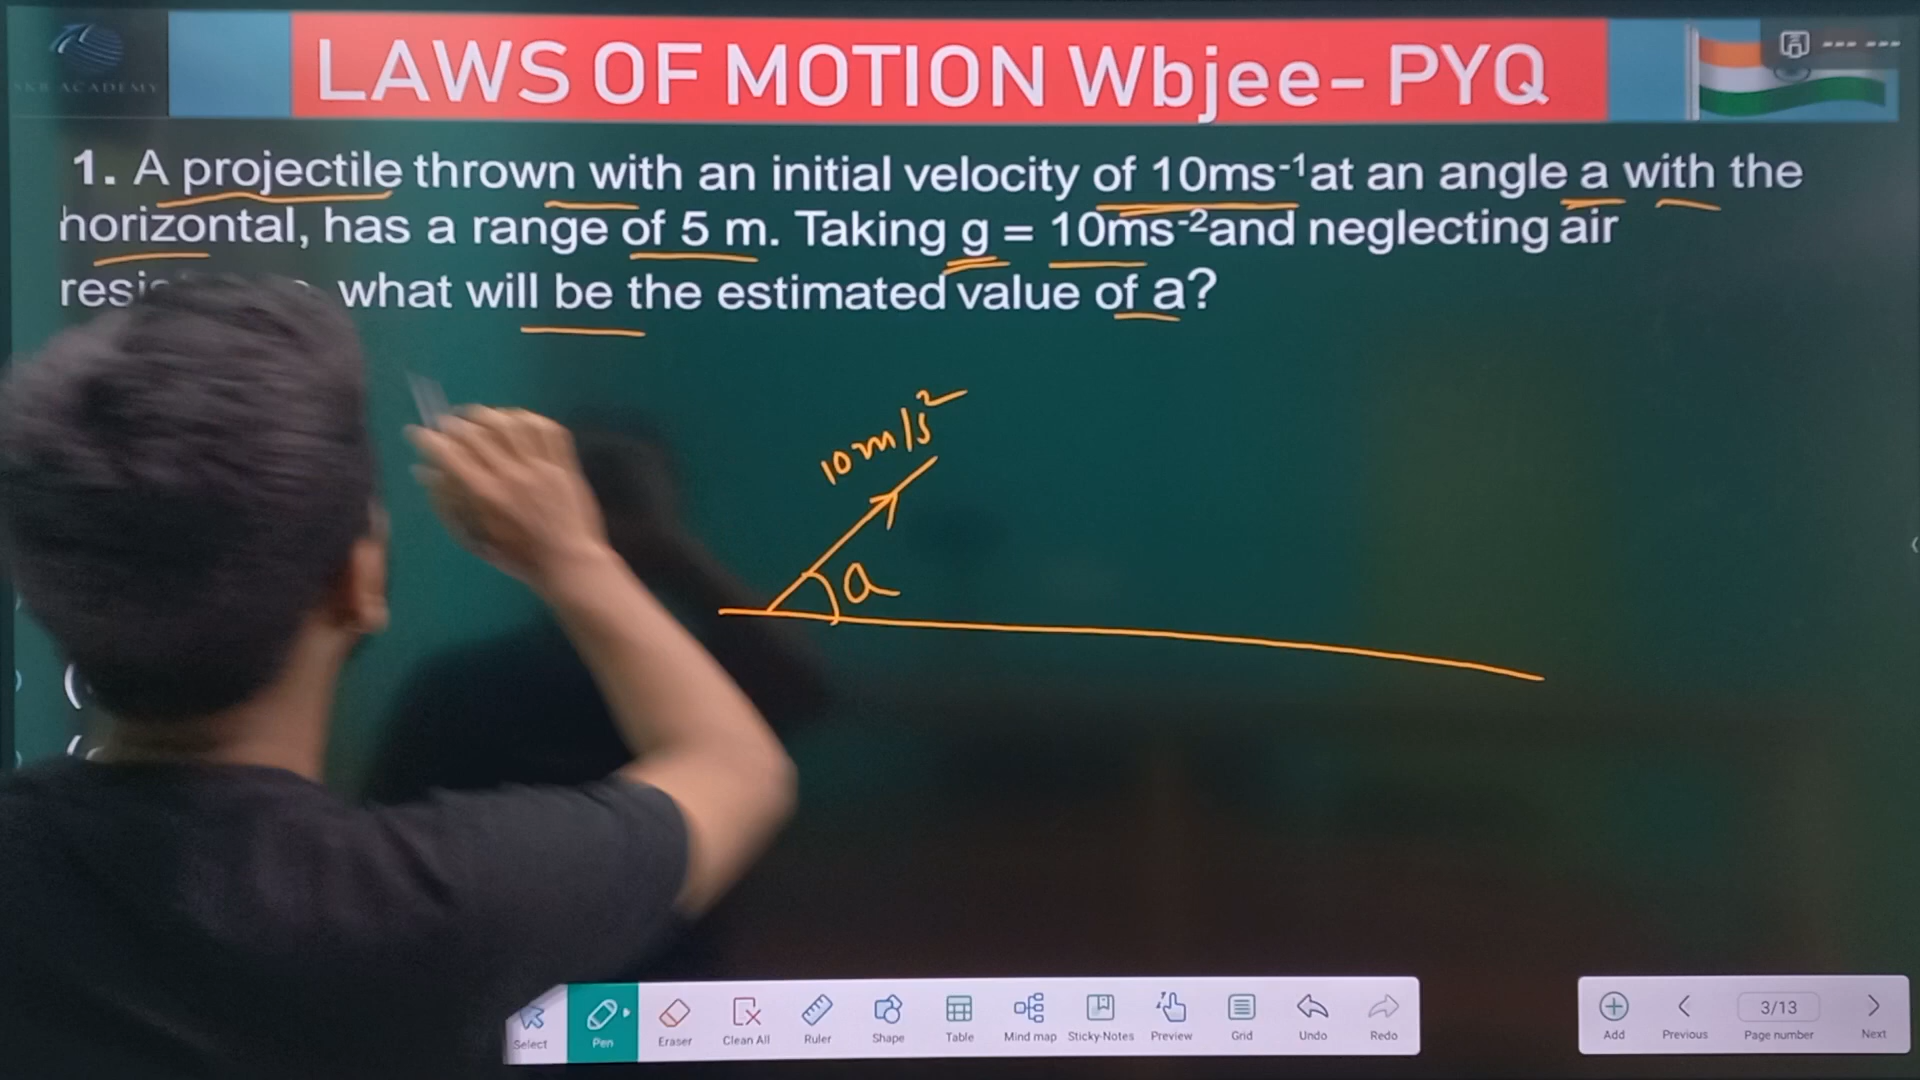 SKR ACADEMY
LAWS OF MOTION Wbjee- PYQ
1. A projectile thrown with an initial velocity of 10ms-1at an angle a with the
horizontal, has a range of 5 m. Taking g = 10ms-2and neglecting air
what will be the estimated value of a?
10m/s2
a
Select Pen Eraser Clean All Ruler Shape Table Mind map Sticky-Notes Preview Grid Undo Redo
Add Previous 3/13 Page number Next